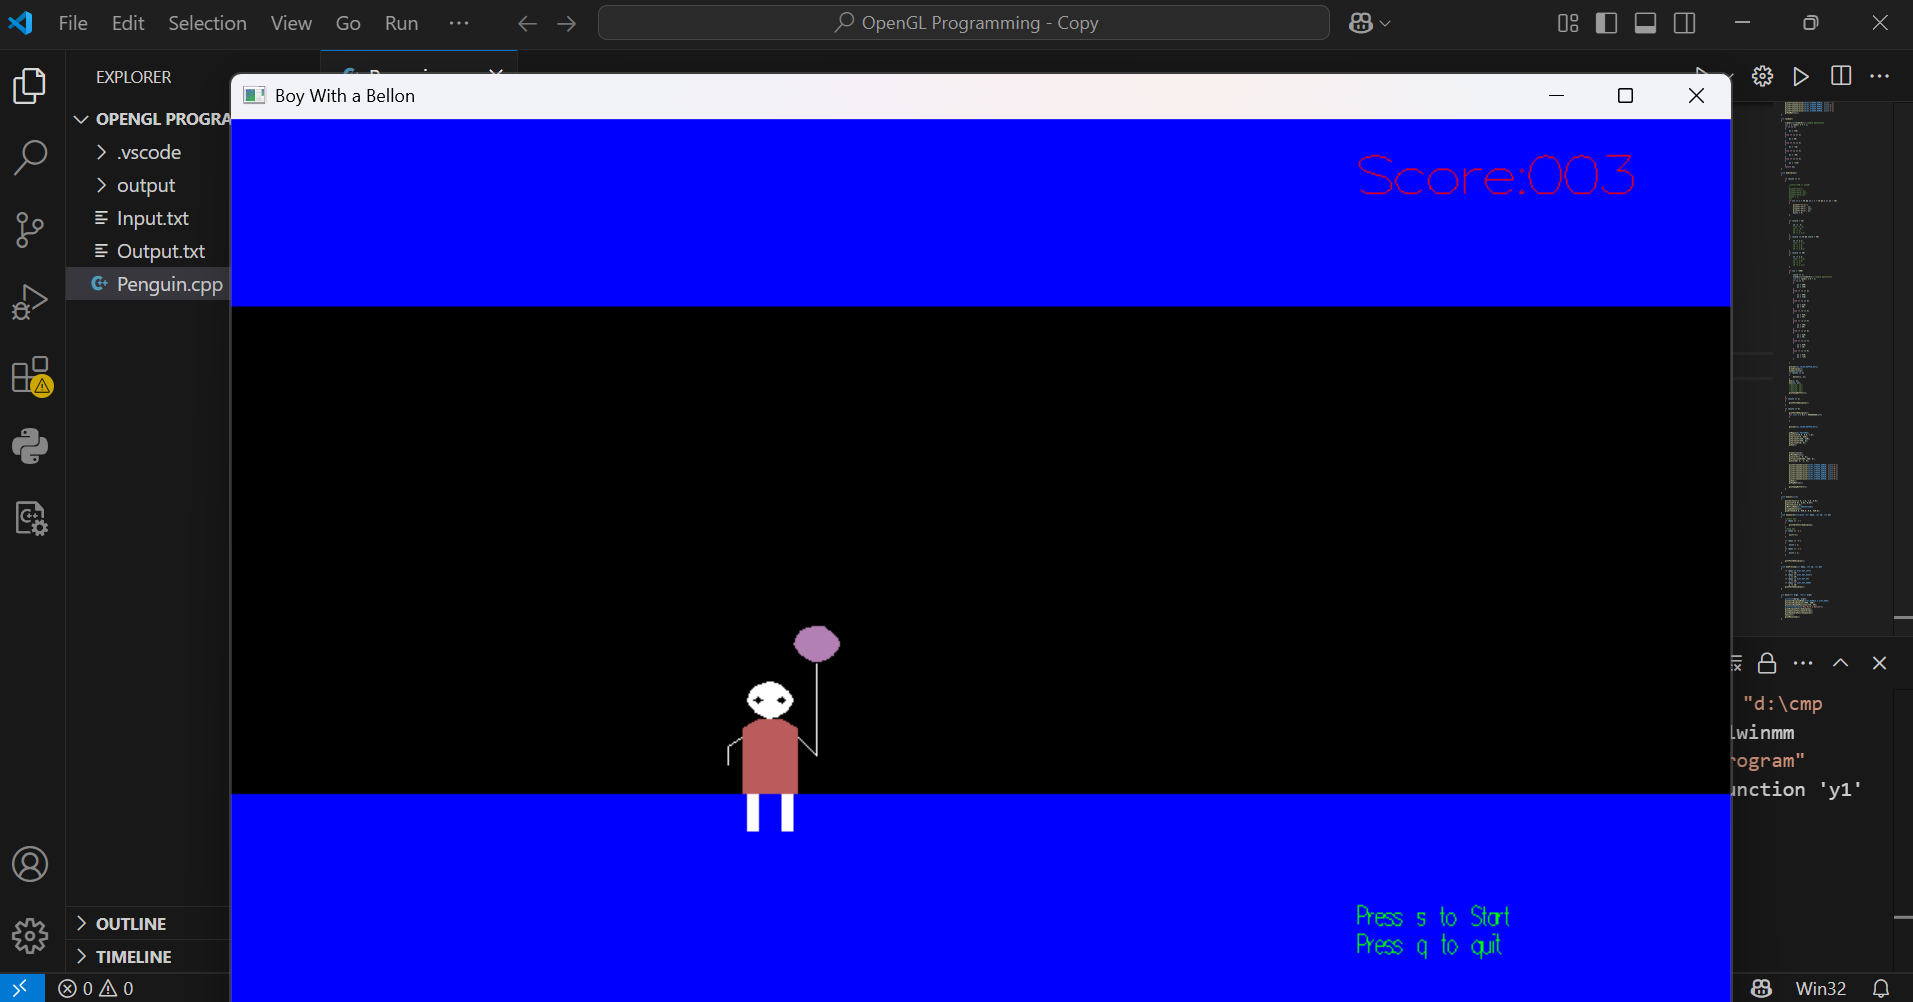 File Edit Selection View Go Run ···
OpenGL Programming - Copy
EXPLORER
OPENGL PROGRA
.vscode
output
Input.txt
Output.txt
Penguin.cpp
Boy With a Bellon
Score:003
Press s to Start
Press q to quit
"d:\cmp
lwinmm
rogram"
unction 'y1'
OUTLINE
TIMELINE
0 0
Win32